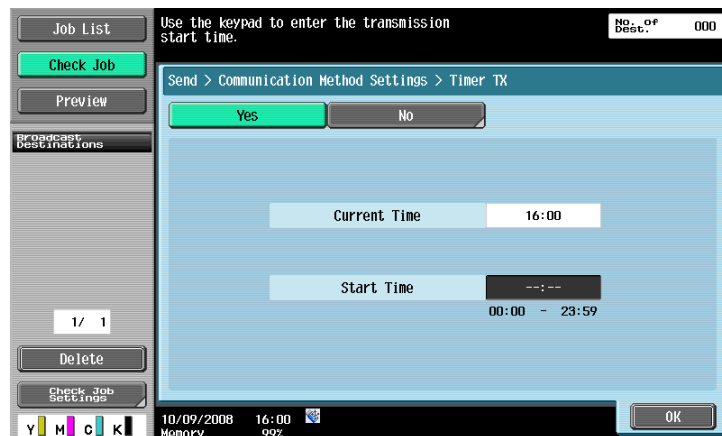 Job List
Check Job
Preview
Broadcast
Destinations
1/ 1
Delete
Check Job
Settings
Y M C K
Use the keypad to enter the transmission
start time.
No. of
Dest.
000
Send > Communication Method Settings > Timer TX
Yes
No
Current Time
16:00
Start Time
--:--
00:00 - 23:59
OK
10/09/2008 16:00
Memory 99%